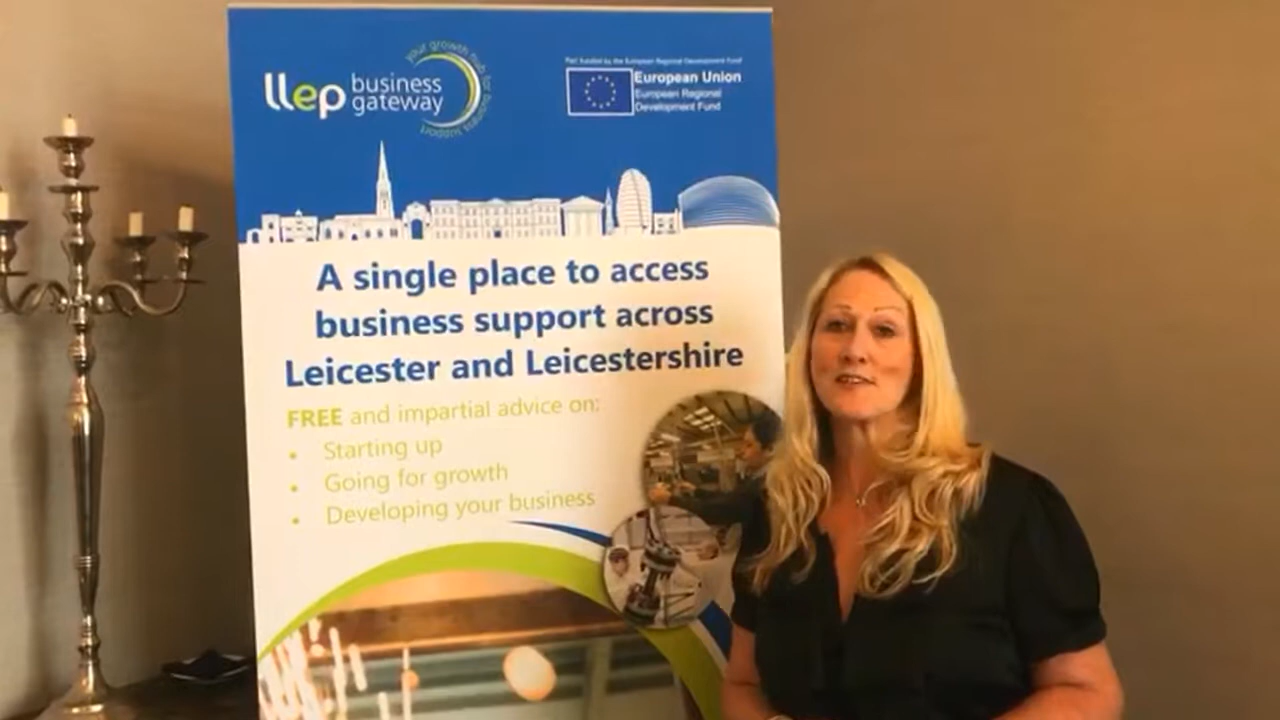 llep business
gateway
your growth hub for business support
Part funded by the European Regional Development Fund
European Union
European Regional
Development Fund
A single place to access
business support across
Leicester and Leicestershire
FREE and impartial advice on:
• Starting up
• Going for growth
• Developing your business